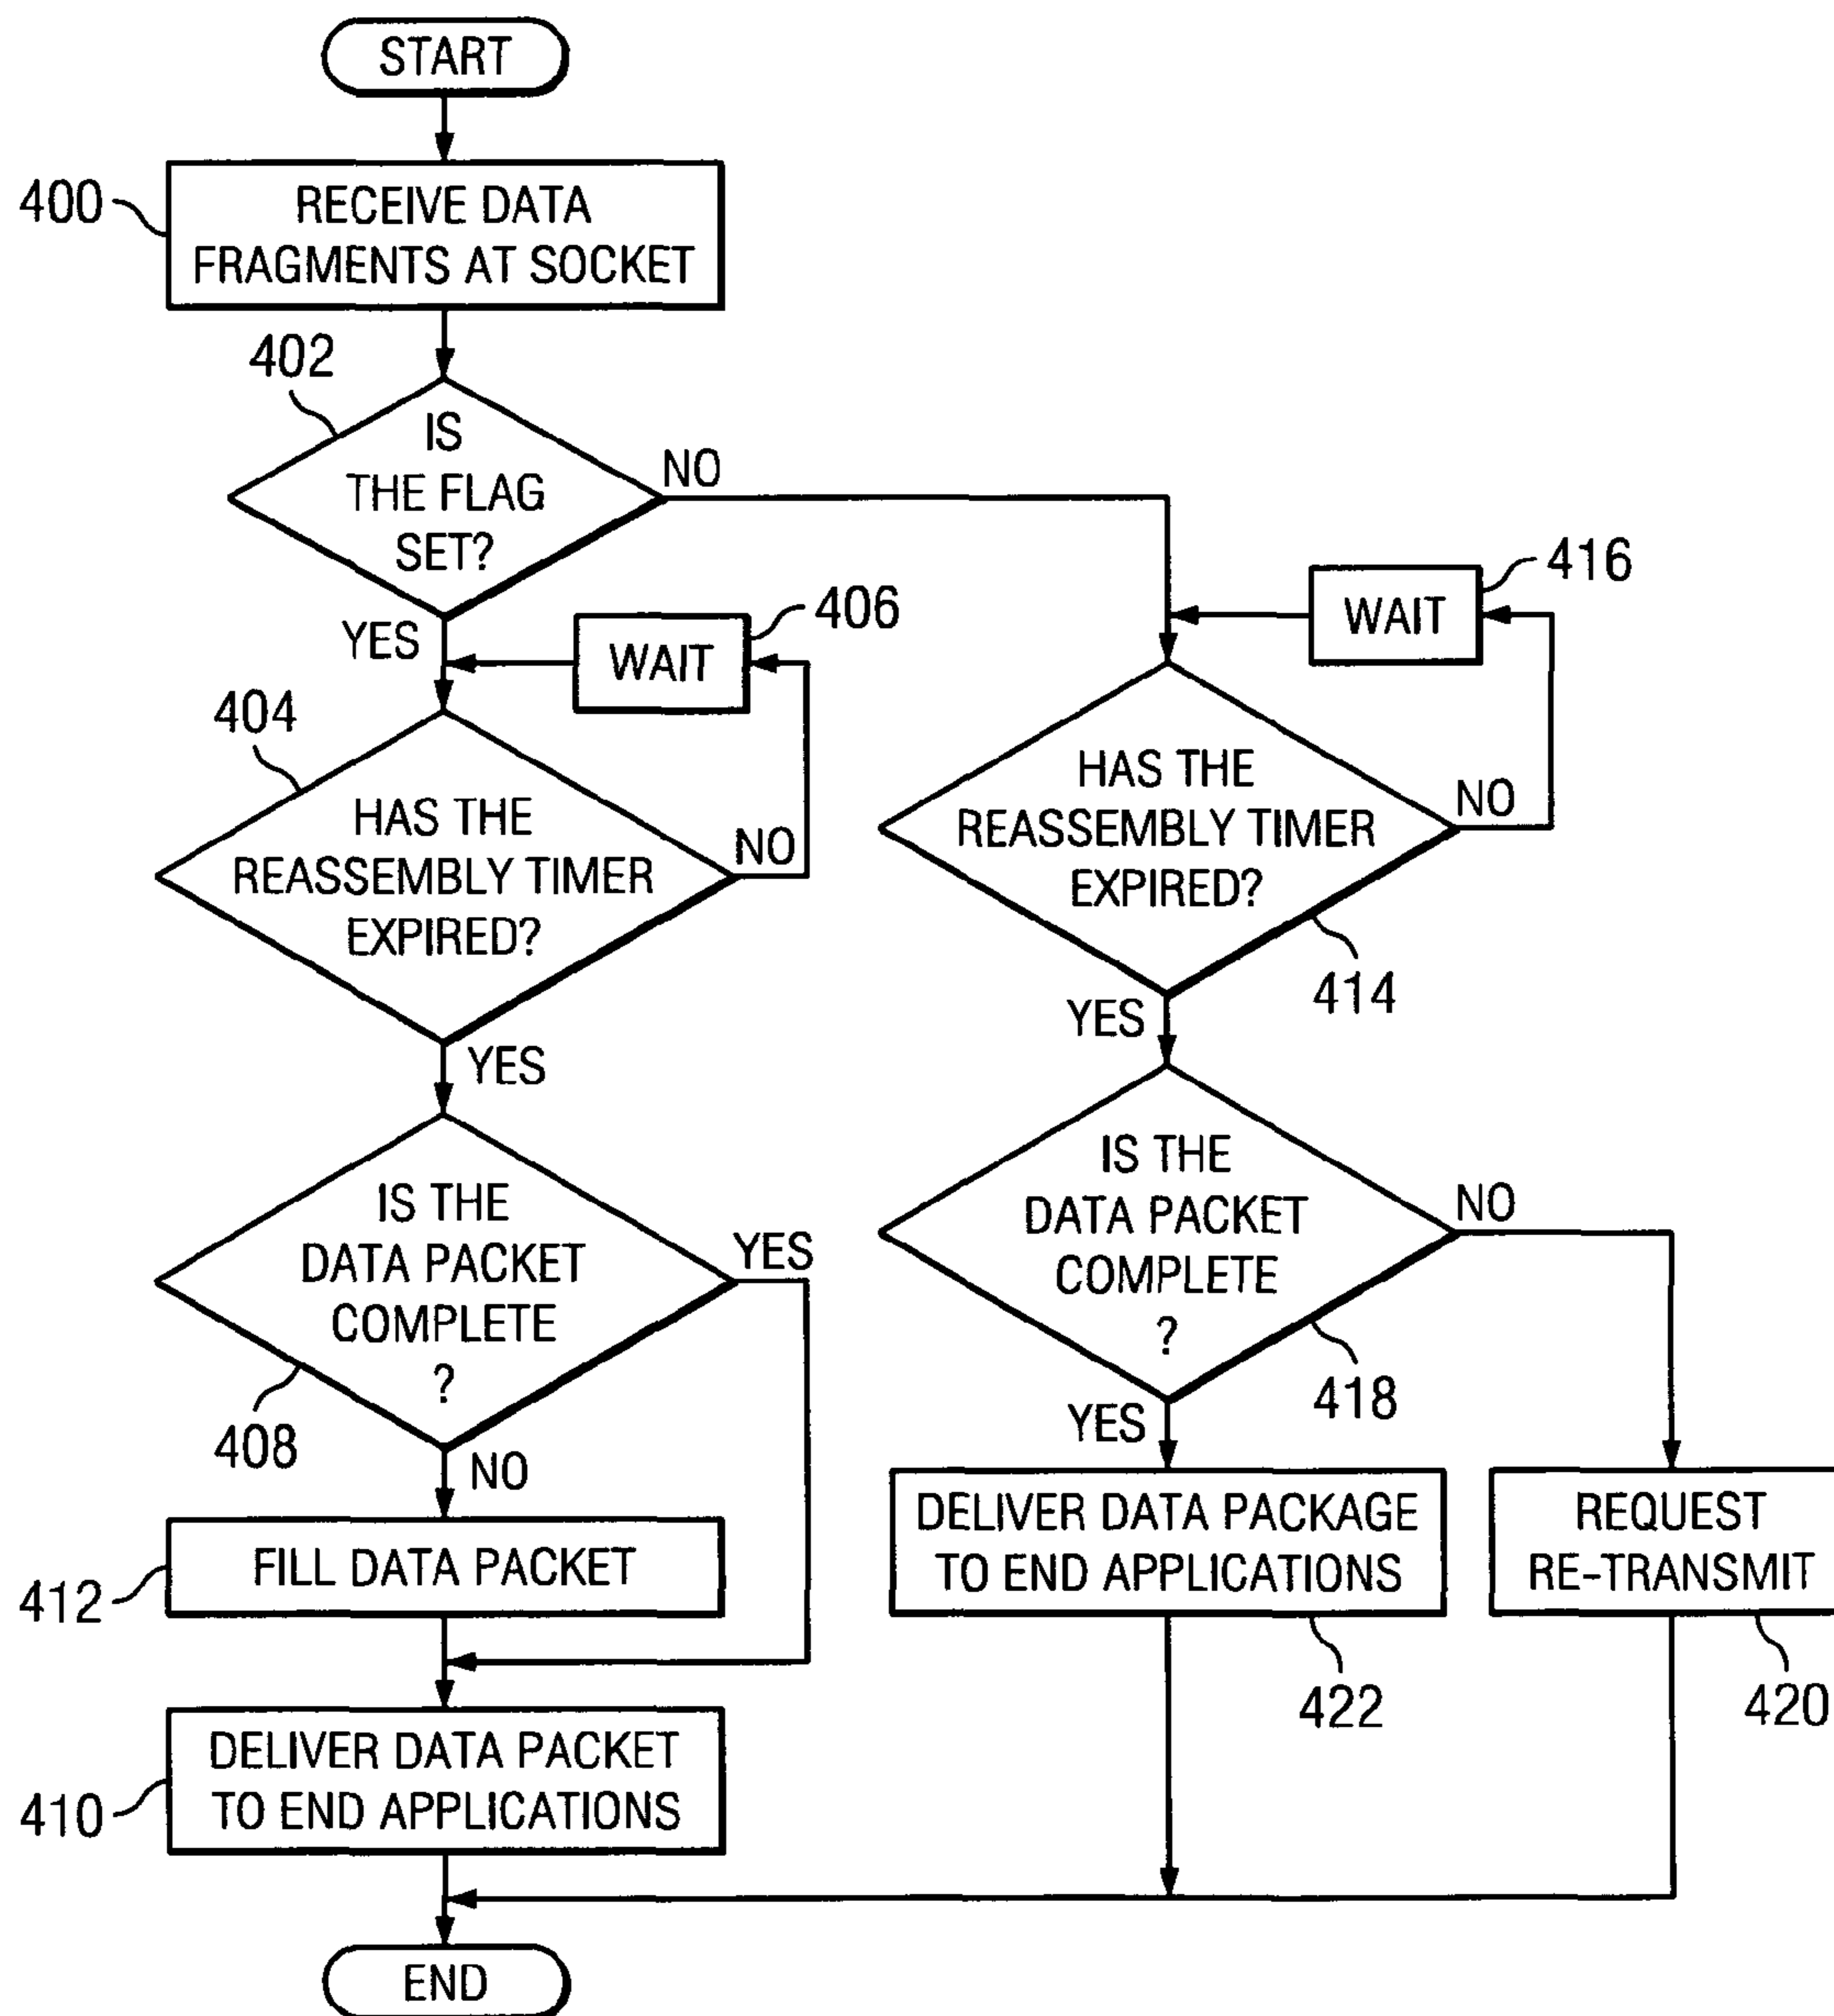 START
400
RECEIVE DATA
FRAGMENTS AT SOCKET
402
IS
THE FLAG
SET?
NO
YES
406
WAIT
404
HAS THE
REASSEMBLY TIMER
EXPIRED?
NO
YES
IS THE
DATA PACKET
COMPLETE
?
YES
408
NO
412
FILL DATA PACKET
410
DELIVER DATA PACKET
TO END APPLICATIONS
416
WAIT
HAS THE
REASSEMBLY TIMER
EXPIRED?
NO
414
YES
IS THE
DATA PACKET
COMPLETE
?
NO
418
YES
DELIVER DATA PACKAGE
TO END APPLICATIONS
422
REQUEST
RE-TRANSMIT
420
END